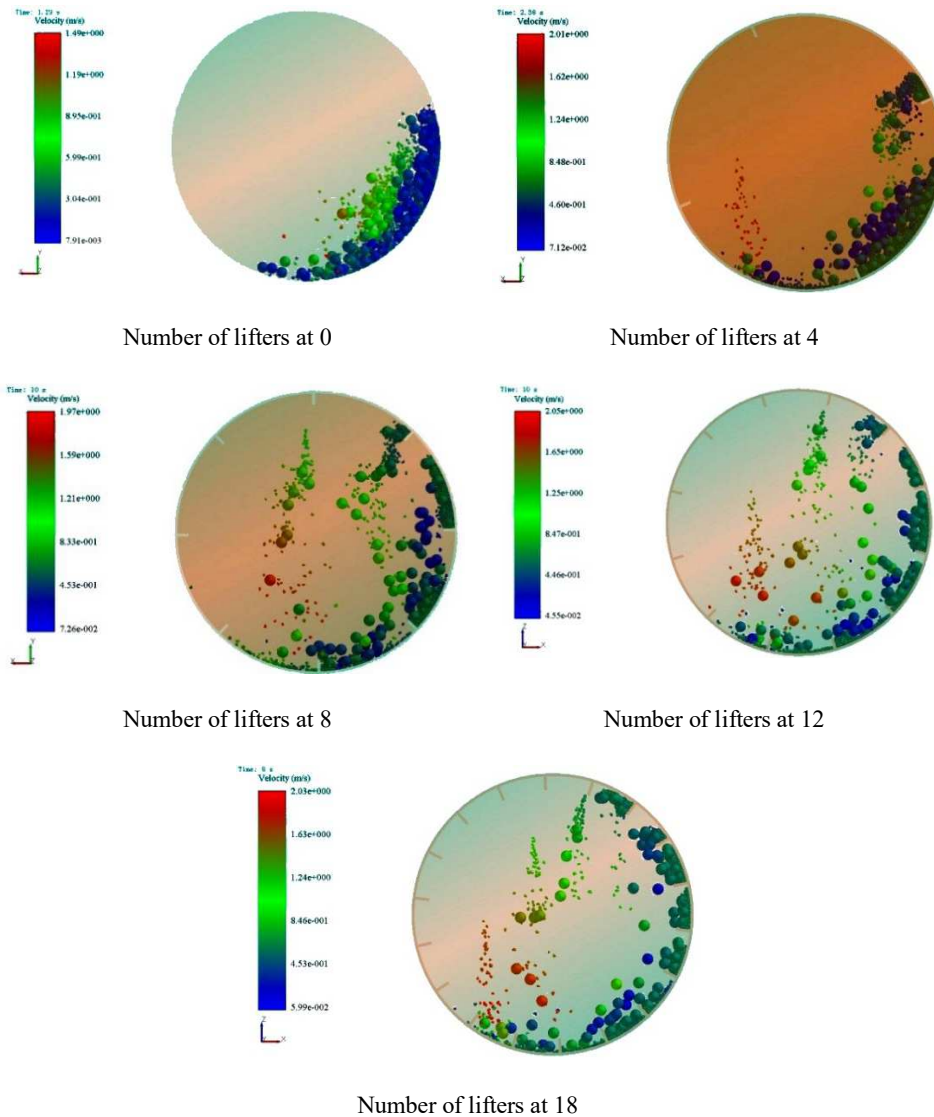 Time: 1.29 s
Velocity (m/s)
1.49e+000
1.19e+000
8.95e-001
5.99e-001
3.04e-001
7.91e-003
Number of lifters at 0
Velocity (m/s)
2.01e+000
1.62e+000
1.24e+000
8.48e-001
4.60e-001
7.12e-002
Number of lifters at 4
Time: 10 s
Velocity (m/s)
1.97e+000
1.59e+000
1.21e+000
8.33e-001
4.53e-001
7.26e-002
Number of lifters at 8
Time: 10 s
Velocity (m/s)
2.05e+000
1.65e+000
1.25e+000
8.47e-001
4.46e-001
4.55e-002
Number of lifters at 12
Velocity (m/s)
2.03e+000
1.63e+000
1.24e+000
8.46e-001
4.53e-001
5.99e-002
Number of lifters at 18